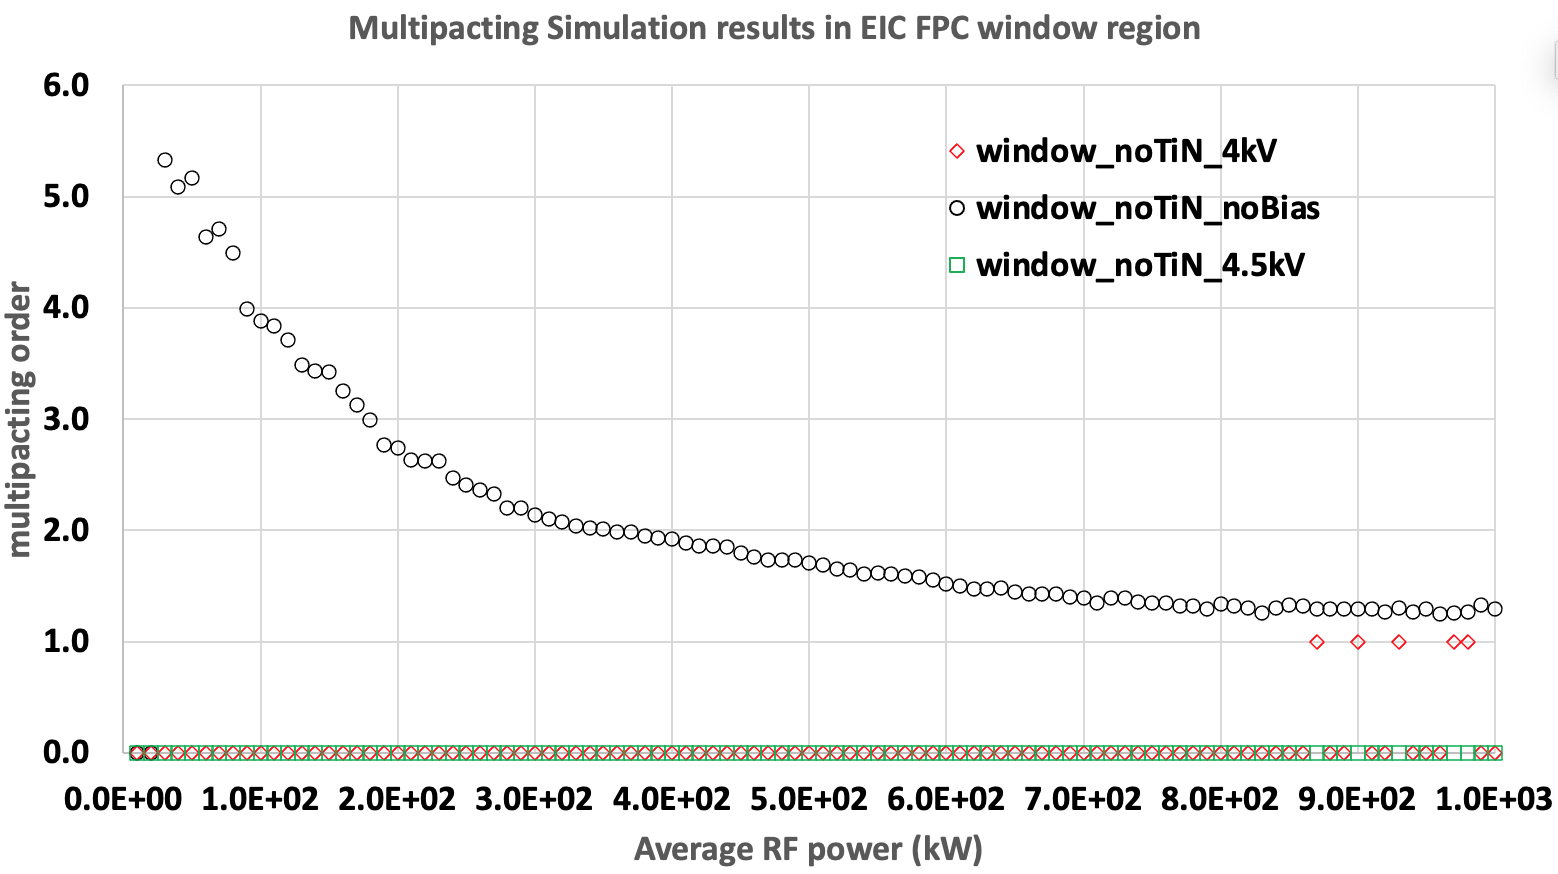 Multipacting Simulation results in EIC FPC window region
6.0
5.0
4.0
3.0
2.0
1.0
0.0
multipacting order
window_noTiN_4kV
window_noTiN_noBias
window_noTiN_4.5kV
0.0E+00 1.0E+02 2.0E+02 3.0E+02 4.0E+02 5.0E+02 6.0E+02 7.0E+02 8.0E+02 9.0E+02 1.0E+03
Average RF power (kW)